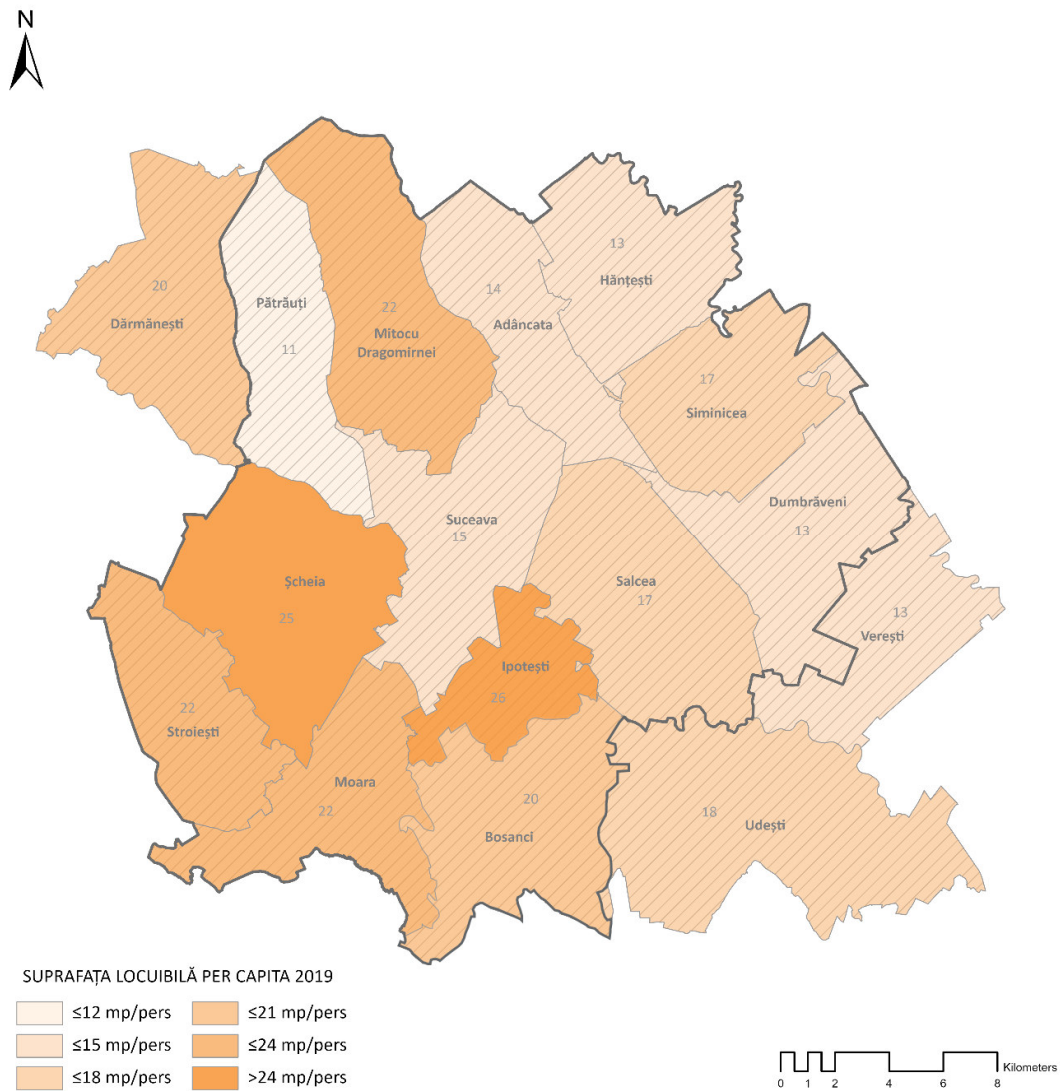 N
13
Hănțești
20
Dărmănești
Pătrăuți
11
22
Mitocu
Dragomirnei
14
Adâncata
17
Siminicea
Dumbrăveni
13
Suceava
15
Șcheia
25
Salcea
17
13
Verești
Ipotești
26
22
Stroiești
Moara
22
20
Bosanci
18
Udești
SUPRAFAȚA LOCUIBILĂ PER CAPITA 2019
≤12 mp/pers
≤15 mp/pers
≤18 mp/pers
≤21 mp/pers
≤24 mp/pers
>24 mp/pers
Kilometers
0 1 2 4 6 8